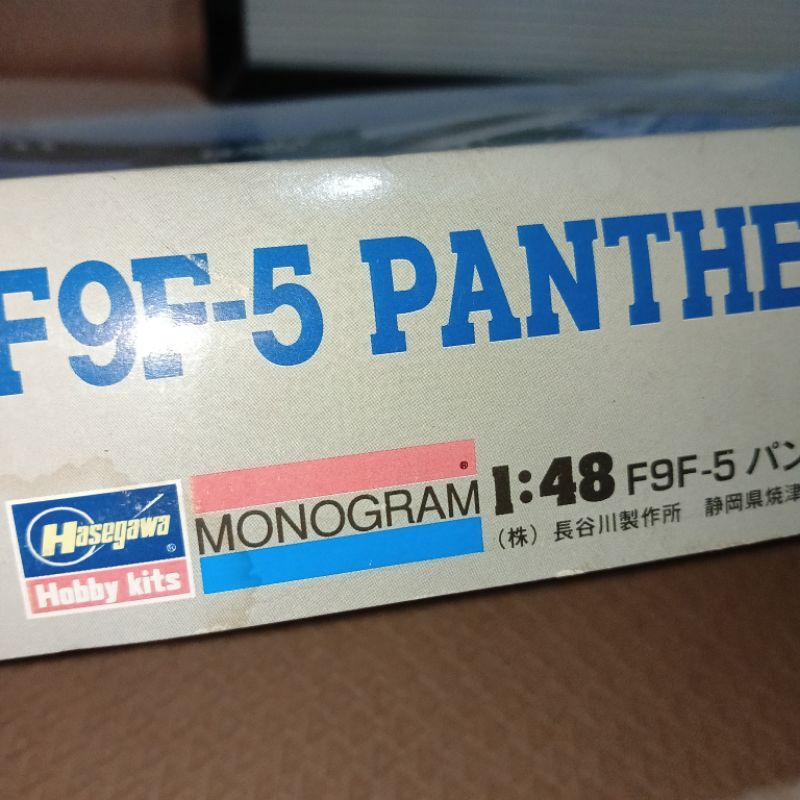 F9F-5 PANTHE
Hasegawa ®
Hobby kits
MONOGRAM ®
1:48 F9F-5 パン
(株) 長谷川製作所 静岡県焼津